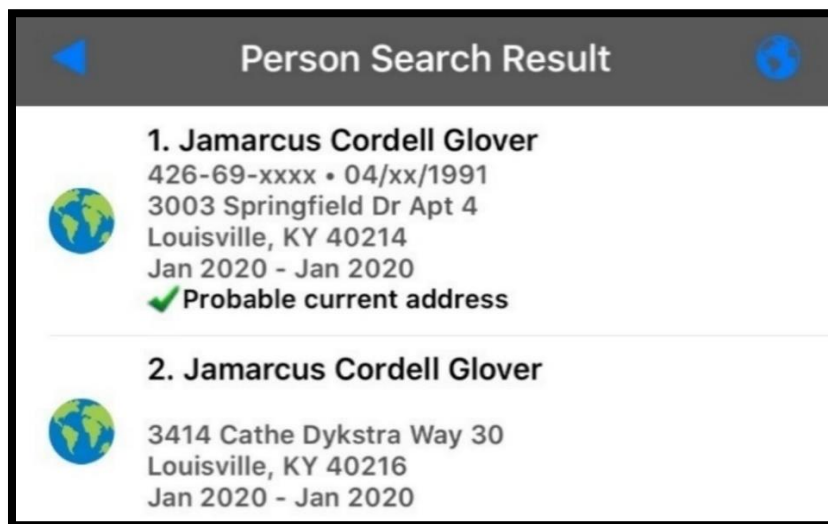 Person Search Result
1. Jamarcus Cordell Glover
426-69-xxxx • 04/xx/1991
3003 Springfield Dr Apt 4
Louisville, KY 40214
Jan 2020 - Jan 2020
Probable current address
2. Jamarcus Cordell Glover
3414 Cathe Dykstra Way 30
Louisville, KY 40216
Jan 2020 - Jan 2020